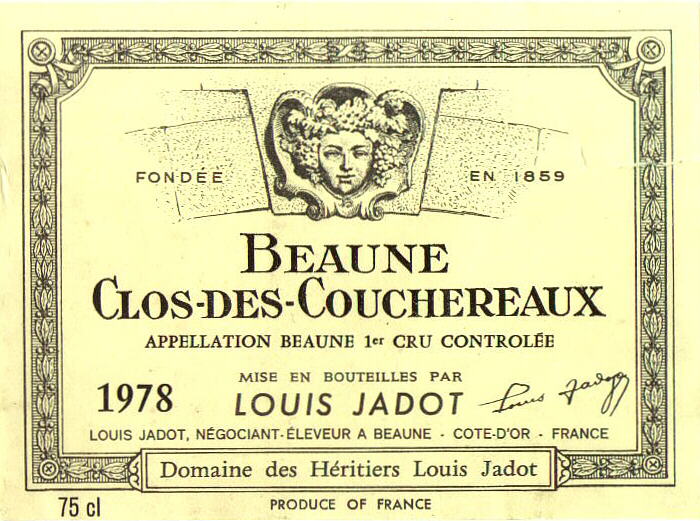 FONDÉE EN 1859
BEAUNE
CLOS-DES-COUCHEREAUX
APPELLATION BEAUNE 1er CRU CONTROLÉE
1978
MISE EN BOUTEILLES PAR
LOUIS JADOT
Louis Jadot
LOUIS JADOT, NÉGOCIANT-ÉLEVEUR A BEAUNE - COTE-D'OR - FRANCE
Domaine des Héritiers Louis Jadot
75 cl
PRODUCE OF FRANCE